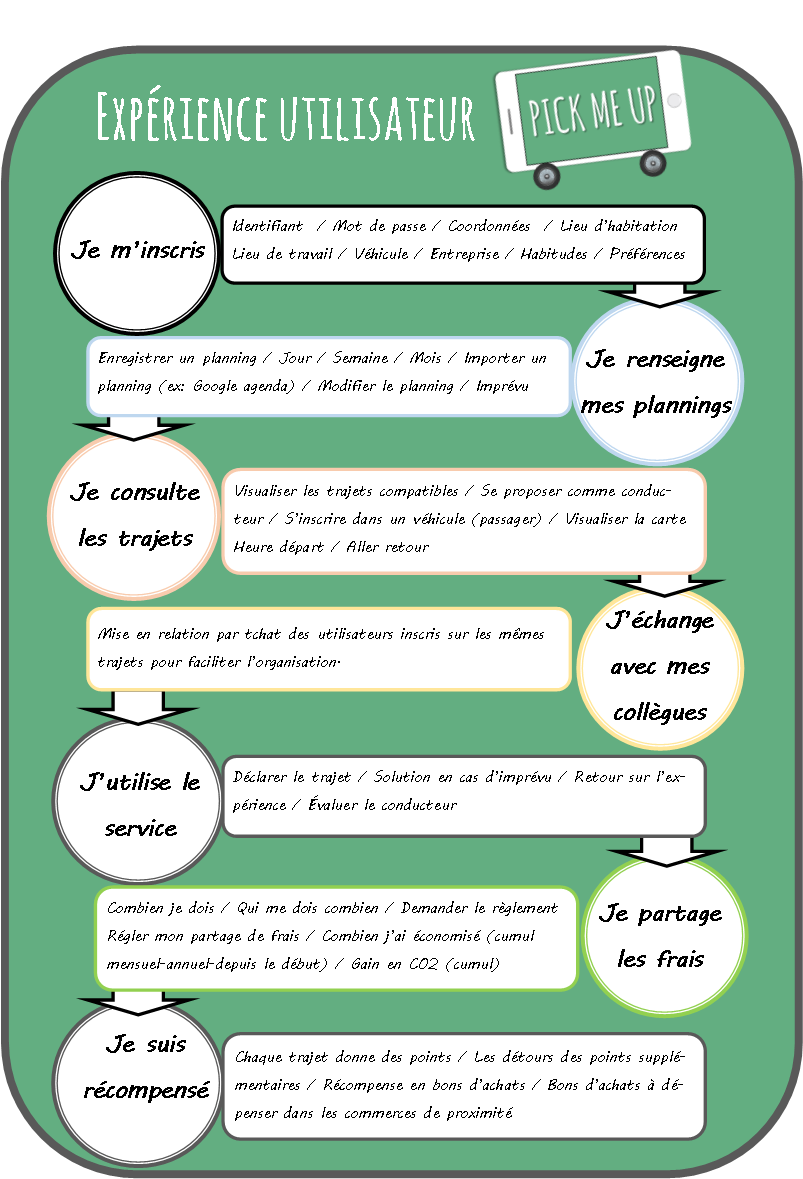 Expérience utilisateur
PICK ME UP
Je m'inscris
Identifiant / Mot de passe / Coordonnées / Lieu d'habitation
Lieu de travail / Véhicule / Entreprise / Habitudes / Préférences
Je renseigne
mes plannings
Enregistrer un planning / Jour / Semaine / Mois / Importer un
planning (ex: Google agenda) / Modifier le planning / Imprévu
Je consulte
les trajets
Visualiser les trajets compatibles / Se proposer comme conduc-
teur / S'inscrire dans un véhicule (passager) / Visualiser la carte
Heure départ / Aller retour
J'échange
avec mes
collègues
Mise en relation par tchat des utilisateurs inscris sur les mêmes
trajets pour faciliter l'organisation.
J'utilise le
service
Déclarer le trajet / Solution en cas d'imprévu / Retour sur l'ex-
périence / Évaluer le conducteur
Je partage
les frais
Combien je dois / Qui me dois combien / Demander le règlement
Régler mon partage de frais / Combien j'ai économisé (cumul
mensuel-annuel-depuis le début) / Gain en CO2 (cumul)
Je suis
récompensé
Chaque trajet donne des points / Les détours des points supplé-
mentaires / Récompense en bons d'achats / Bons d'achats à dé-
penser dans les commerces de proximité